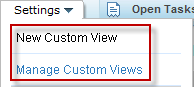 Settings Open Tasks
New Custom View
Manage Custom Views